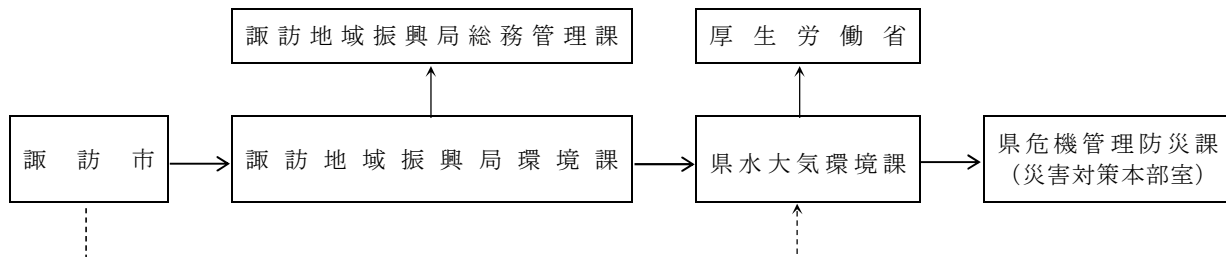 諏訪地域振興局総務管理課
厚生労働省
諏訪市
諏訪地域振興局環境課
県水大気環境課
県危機管理防災課
（災害対策本部室）